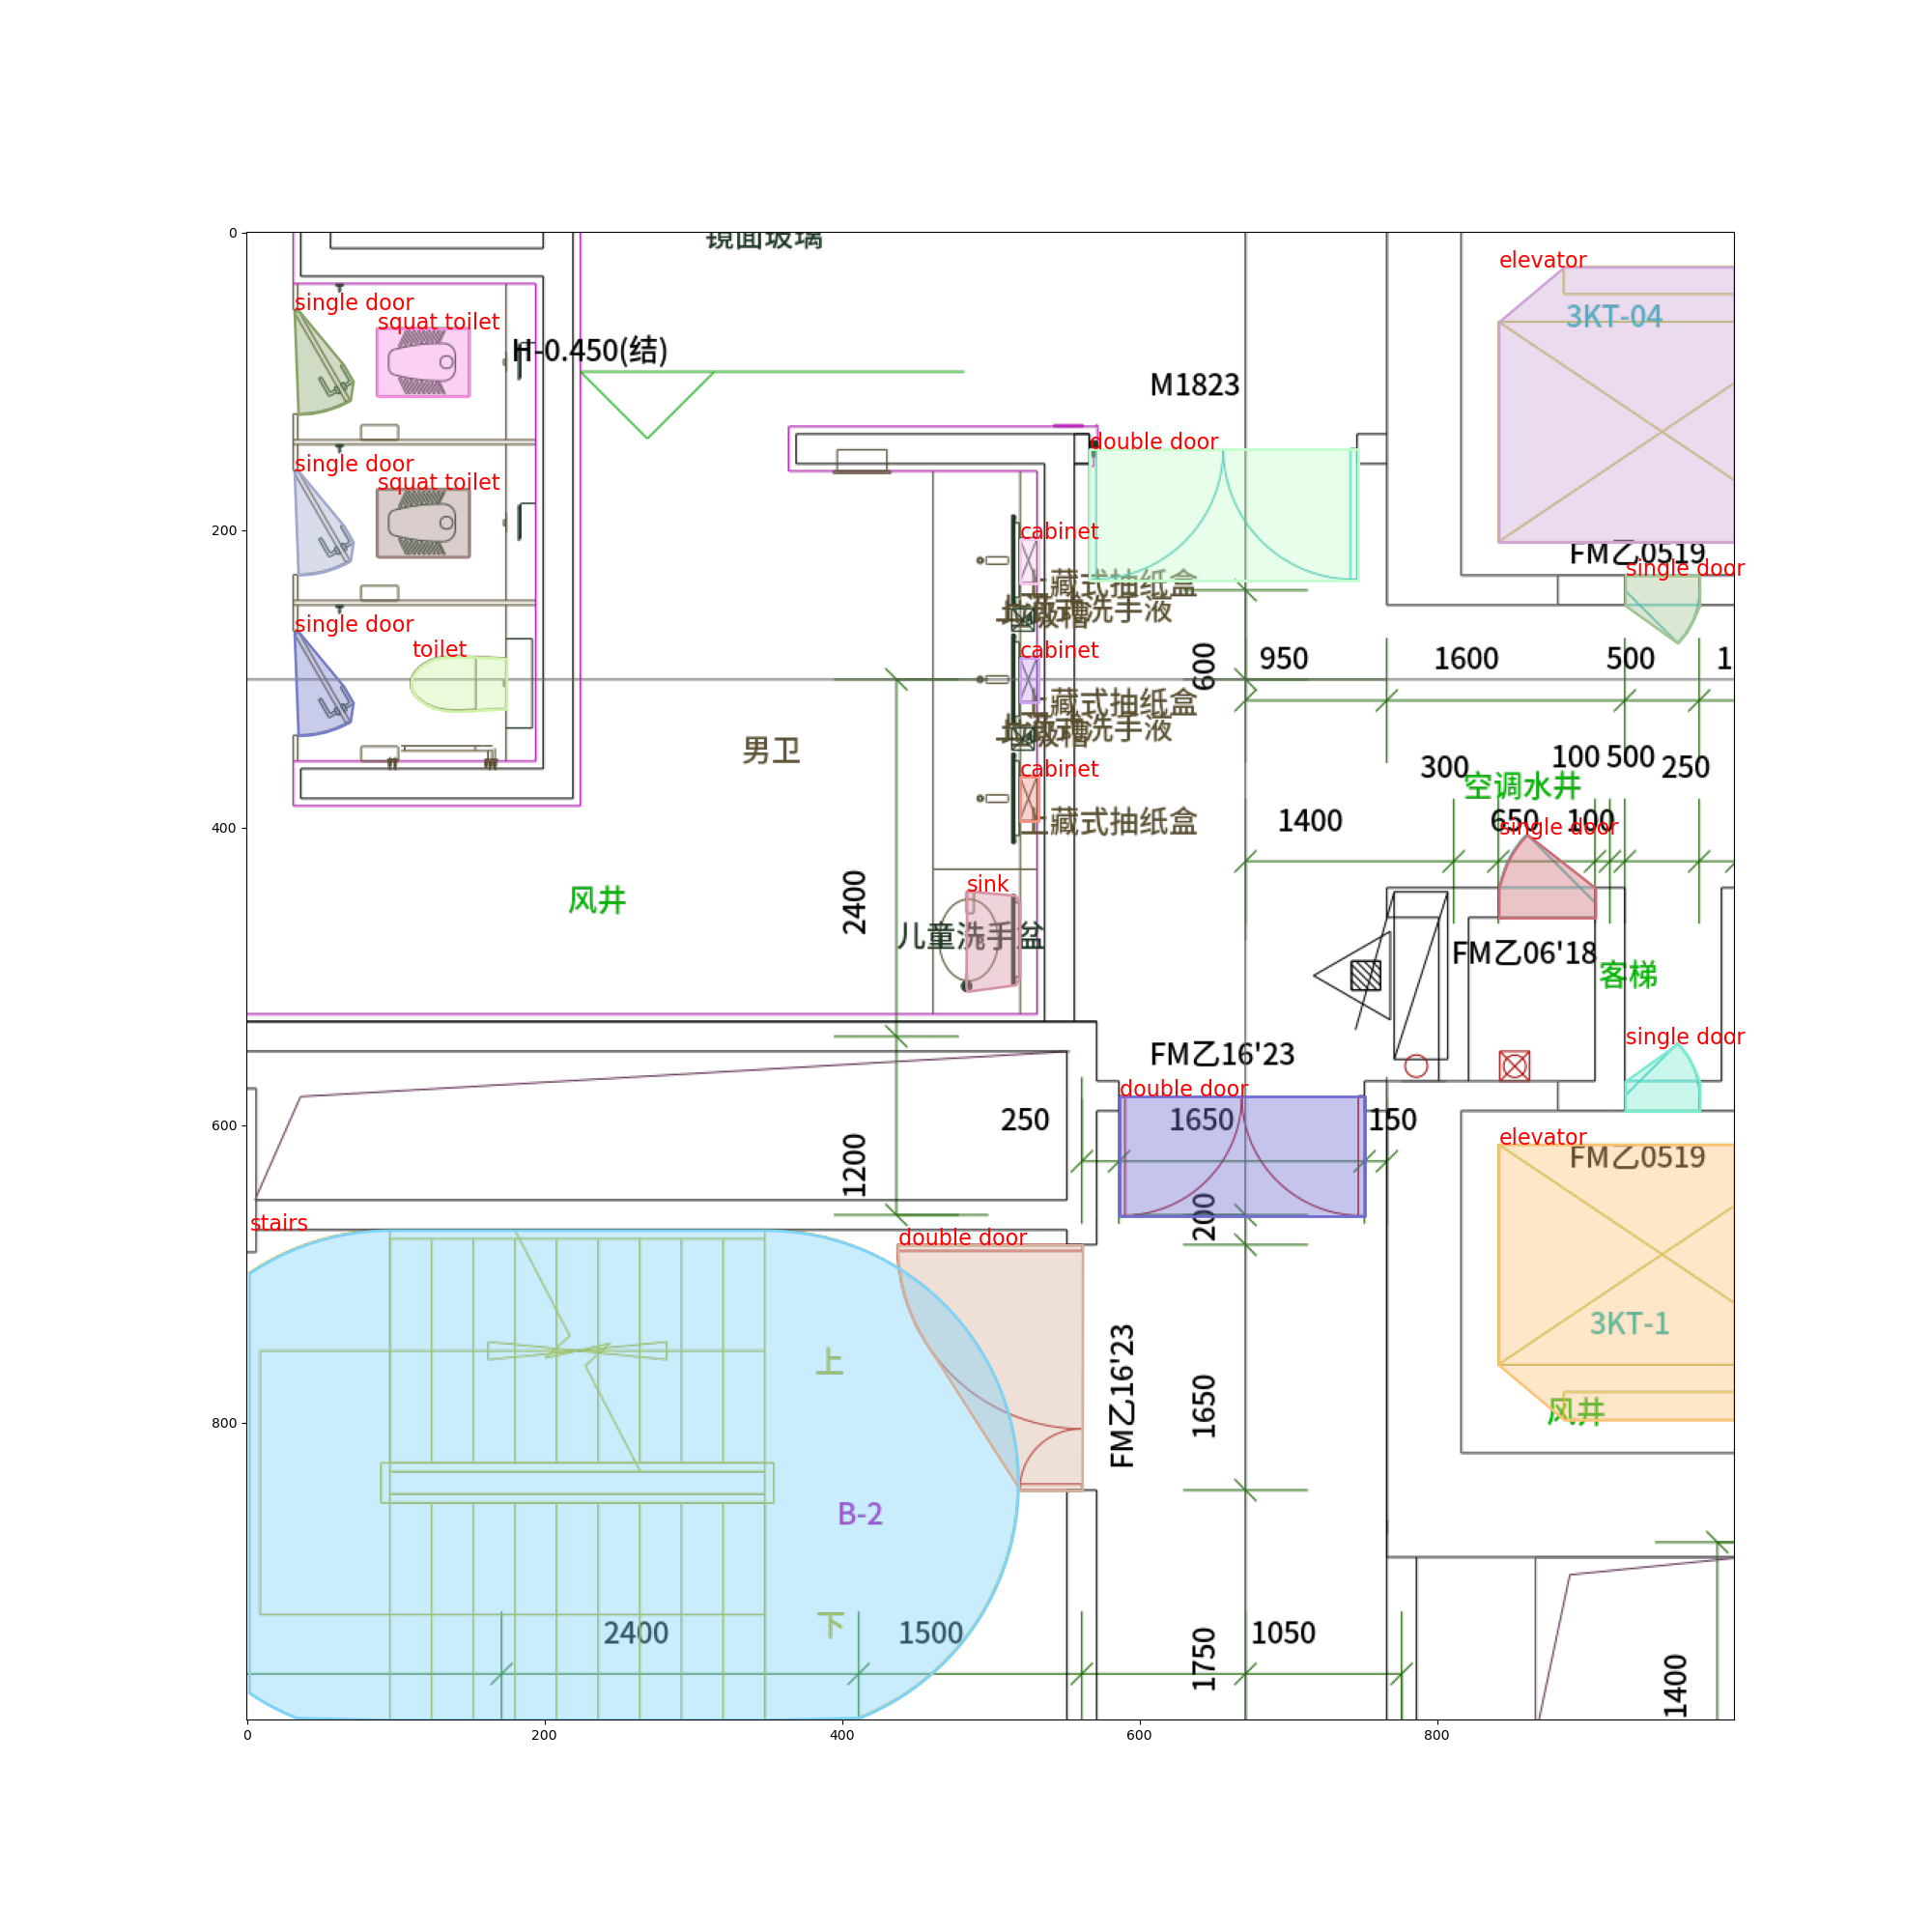 镜面玻璃
elevator
3KT-04
single door
squat toilet
H-0.450(结)
M1823
double door
single door
squat toilet
cabinet
FM乙0519
single door
上藏式抽纸盒
洗手液
single door
toilet
cabinet
600
950
1600
500
1
上藏式抽纸盒
洗手液
男卫
300
100
500
250
空调水井
cabinet
上藏式抽纸盒
1400
650
100
single door
风井
2400
sink
儿童洗手盆
FM乙06'18
客梯
FM乙16'23
single door
double door
250
1650
150
1200
elevator
FM乙0519
stairs
200
double door
3KT-1
上
FM乙16'23
1650
风井
B-2
下
2400
1500
1750
1050
1400
0
200
400
600
800
0
200
400
600
800